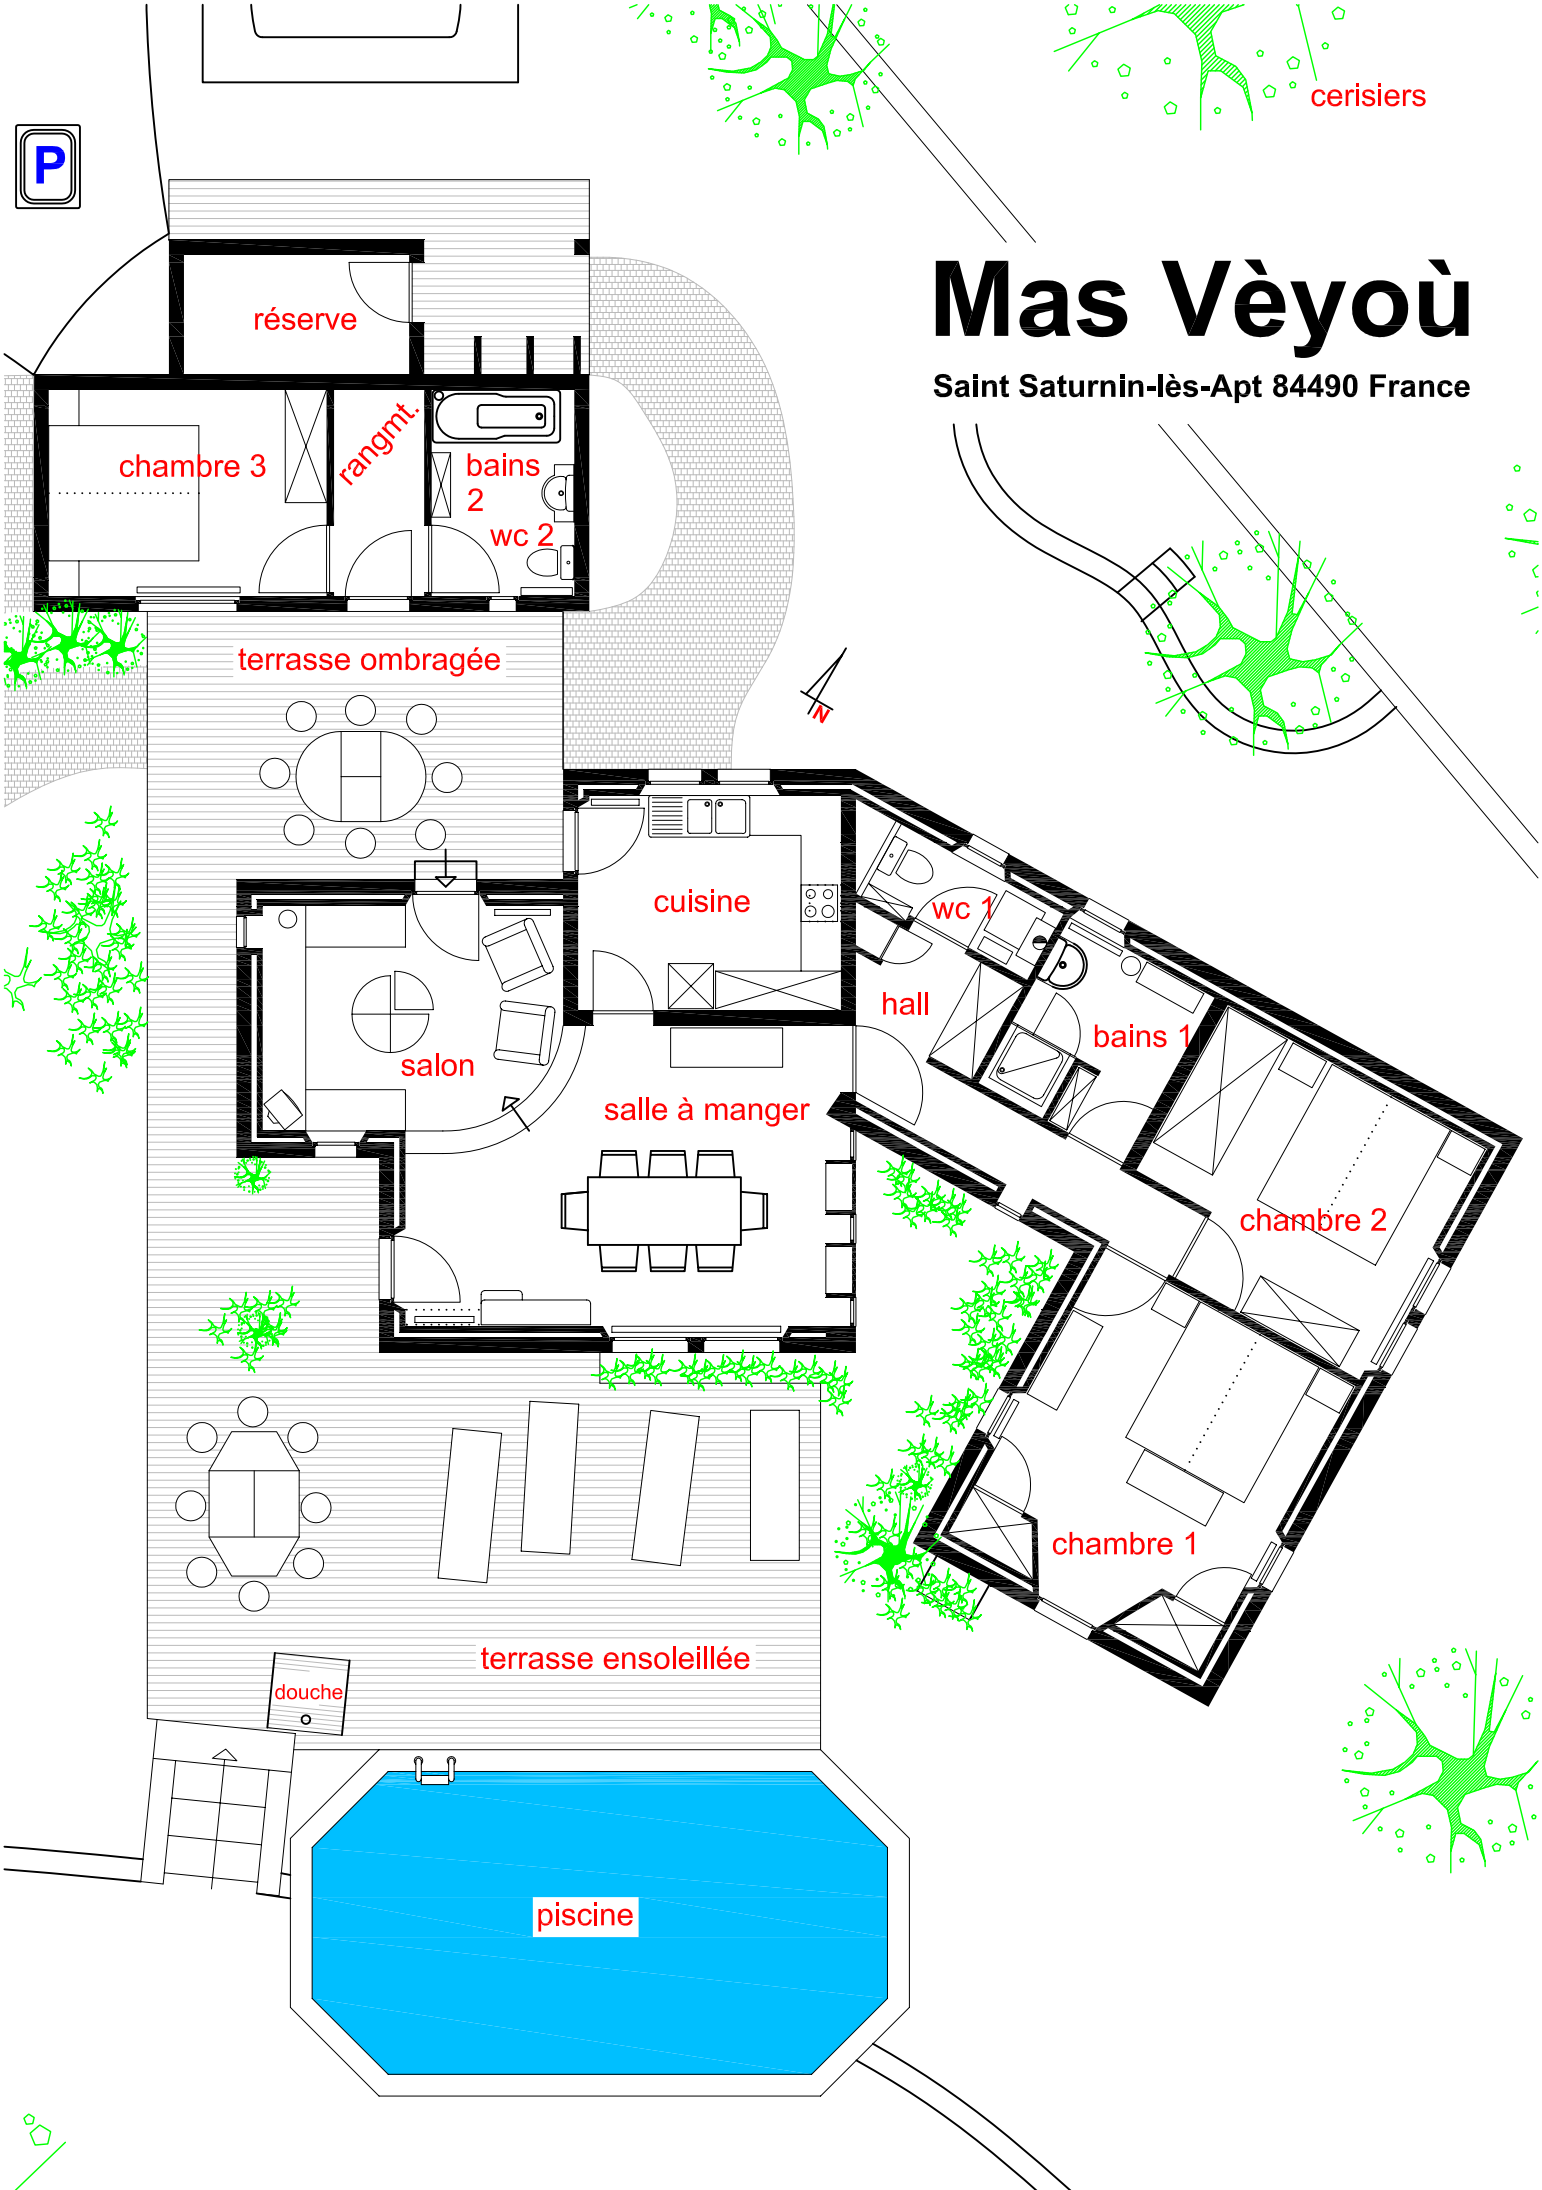 cerisiers
P
Mas Vèyoù
Saint Saturnin-lès-Apt 84490 France
réserve
chambre 3
rangmt.
bains
2
wc 2
terrasse ombragée
N
cuisine
wc 1
hall
bains 1
salon
salle à manger
chambre 2
chambre 1
terrasse ensoleillée
douche
piscine